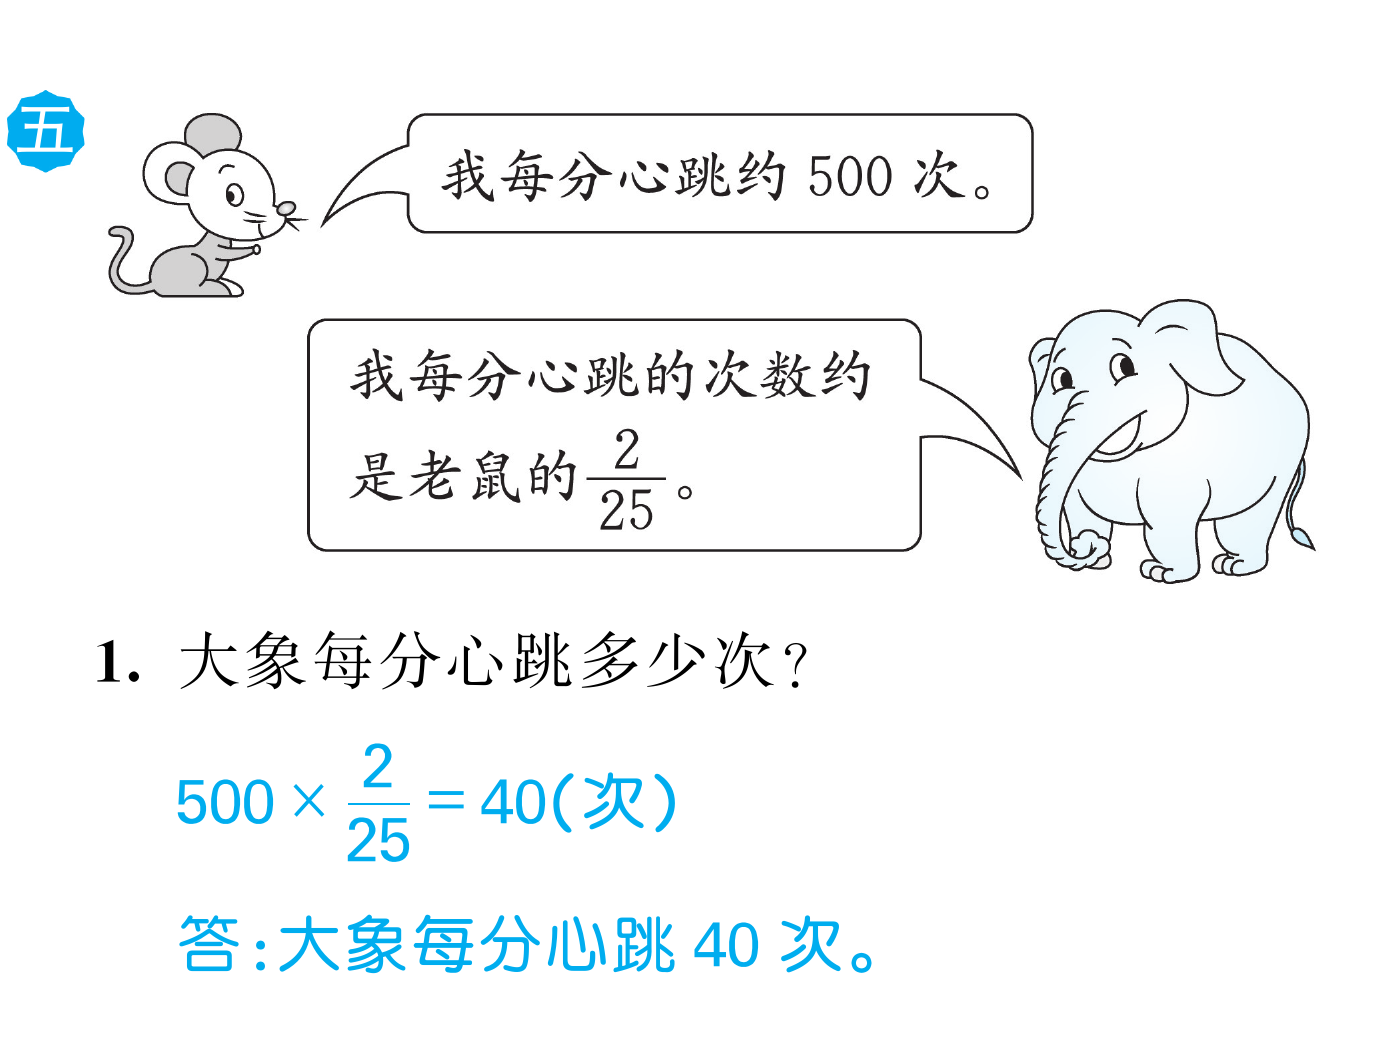 五
我每分心跳约 500 次。
我每分心跳的次数约
是老鼠的 2/25 。
1. 大象每分心跳多少次?
500 × 2/25 = 40(次)
答:大象每分心跳 40 次。